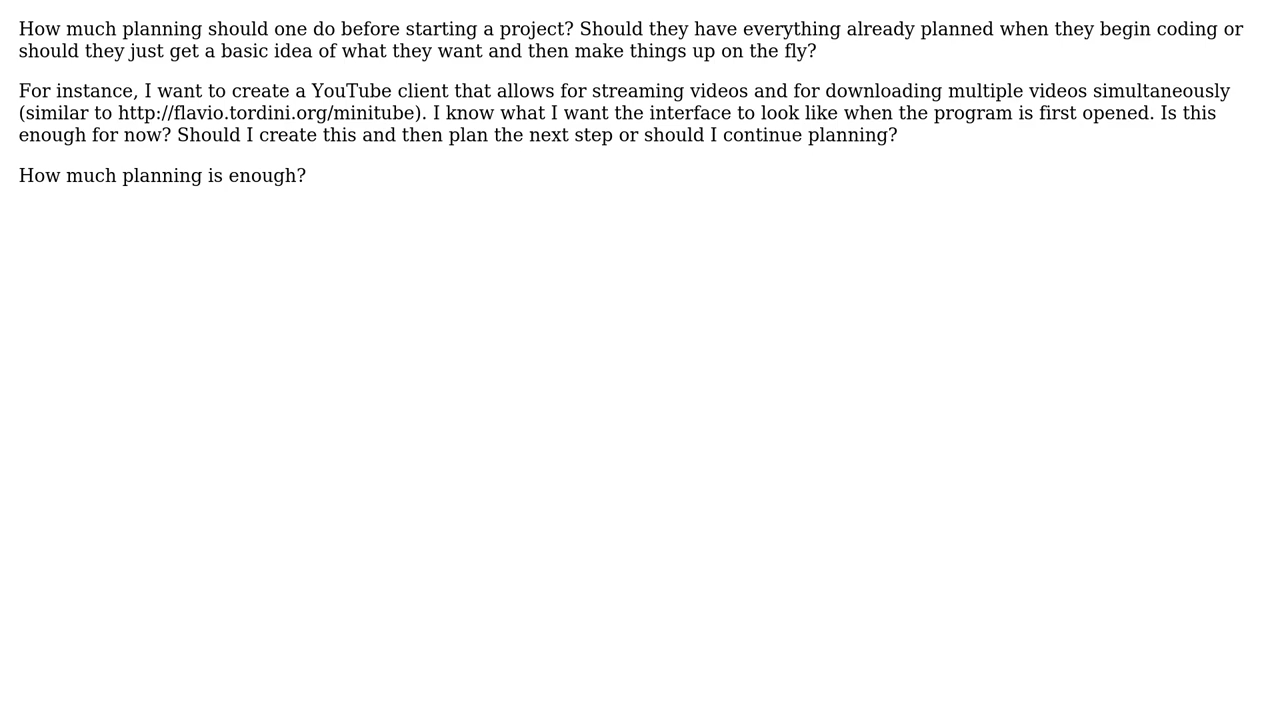 How much planning should one do before starting a project? Should they have everything already planned when they begin coding or
should they just get a basic idea of what they want and then make things up on the fly?
For instance, I want to create a YouTube client that allows for streaming videos and for downloading multiple videos simultaneously
(similar to http://flavio.tordini.org/minitube). I know what I want the interface to look like when the program is first opened. Is this
enough for now? Should I create this and then plan the next step or should I continue planning?
How much planning is enough?